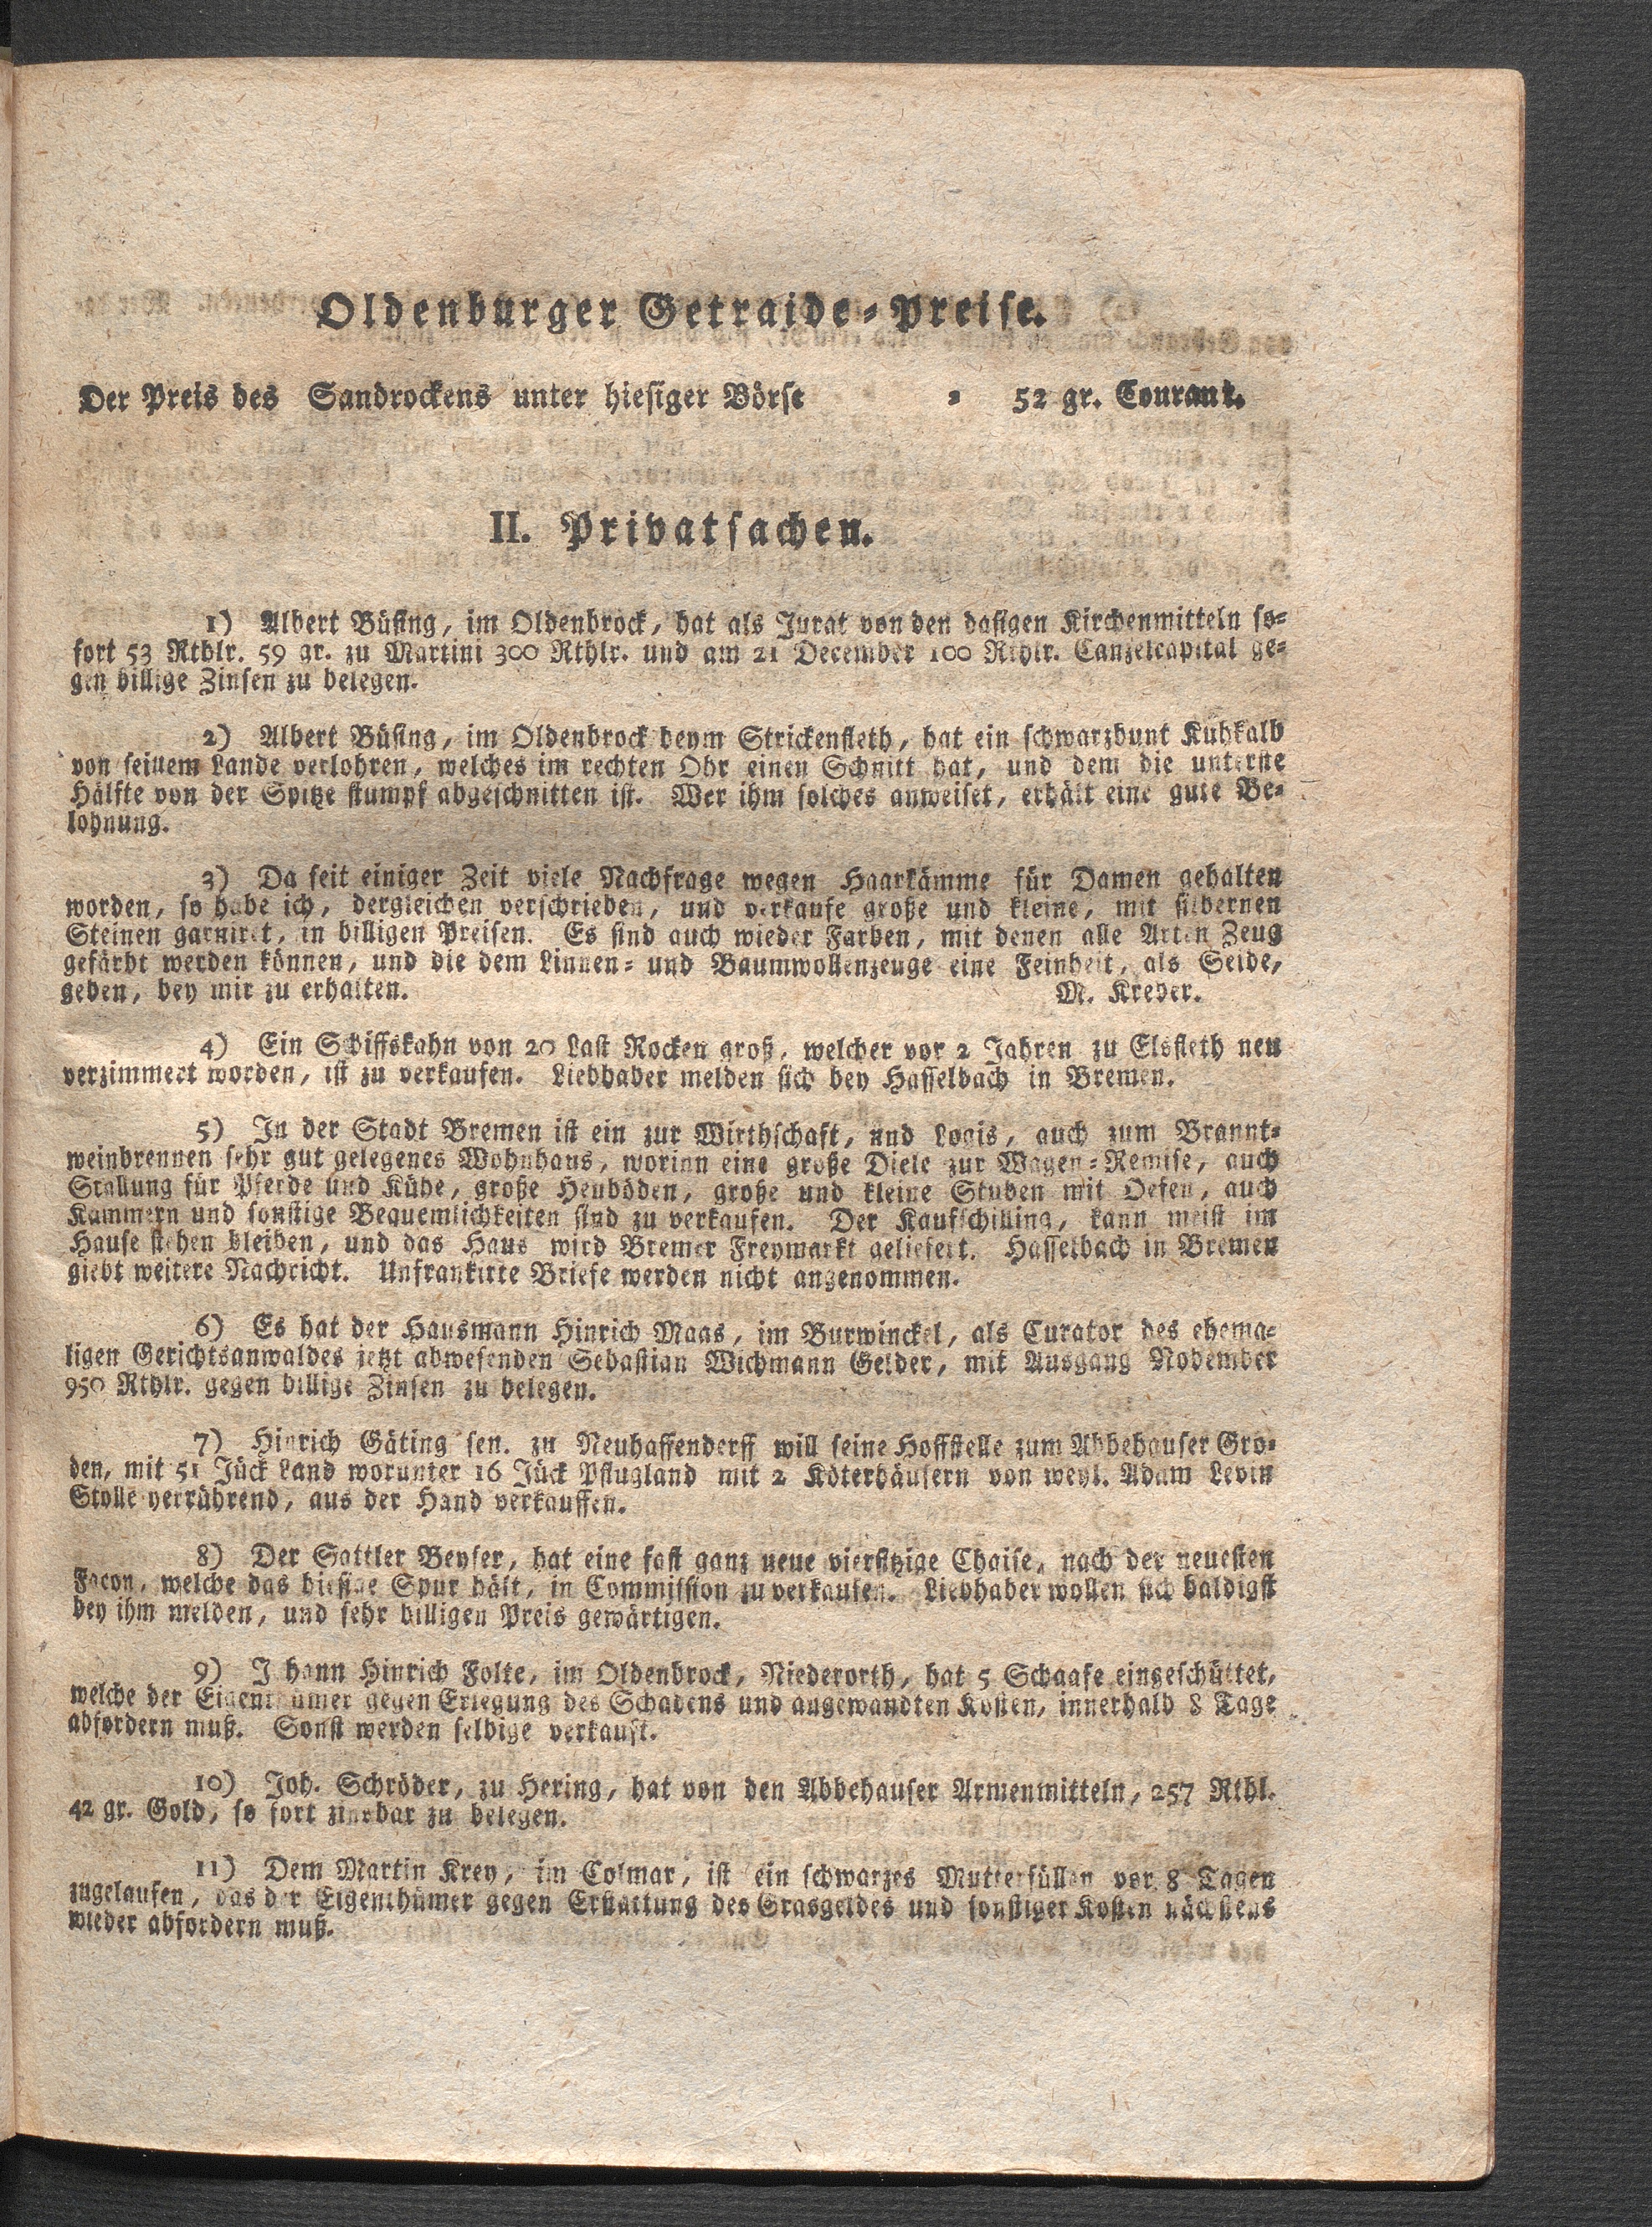 Oldenburger Getraide-Preise.
Der Preis des Sandrockens unter hiesiger Börse = 52 gr. Courant.
II. Privatsachen.
1) Albert Büsing, im Oldenbrock, hat als Jurat von den dasigen Kirchenmitteln so-
fort 53 Rthlr. 59 gr. zu Martini 300 Rthlr. und am 21 December 100 Rthlr. Canzelcapital ge-
gen billige Zinsen zu belegen.
2) Albert Büsing, im Oldenbrock beym Strickenfleth, hat ein schwarzbunt Kuhkalb
von seinem Lande verlohren, welches im rechten Ohr einen Schnitt hat, und dem die unterste
Hälfte von der Spitze stumpf abgeschnitten ist. Wer ihm solches anweiset, erhält eine gute Be-
lohnung.
3) Da seit einiger Zeit viele Nachfrage wegen Haarkämme für Damen gehalten
worden, so habe ich, dergleichen verschrieben, und verkaufe große und kleine, mit silbernen
Steinen garniret, in billigen Preisen. Es sind auch wieder Farben, mit denen alle Arten Zeug
gefärbt werden können, und die dem Linnen- und Baumwollenzeuge eine Feinheit, als Seide,
geben, bey mir zu erhalten. M. Kreder.
4) Ein Schiffskahn von 20 Last Rocken groß, welcher vor 2 Jahren zu Elsfleth neu
verzimmert worden, ist zu verkaufen. Liebhaber melden sich bey Hasselbach in Bremen.
5) In der Stadt Bremen ist ein zur Wirthschaft, und Logis, auch zum Brannt-
weinbrennen sehr gut gelegenes Wohnhaus, worinn eine große Diele zur Wagen-Remise, auch
Stallung für Pferde und Kühe, große Heuböden, große und kleine Stuben mit Oefen, auch
Kammern und sonstige Bequemlichkeiten sind zu verkaufen. Der Kaufschilling, kann meist im
Hause stehen bleiben, und das Haus wird Bremer Freymarkt geliefert. Hasselbach in Bremen
giebt weitere Nachricht. Unfrankirte Briefe werden nicht angenommen.
6) Es hat der Hausmann Hinrich Maas, im Burwinckel, als Curator des ehema-
ligen Gerichtsanwaldes jetzt abwesenden Sebastian Wichmann Gelder, mit Ausgang November
950 Rthlr. gegen billige Zinsen zu belegen.
7) Hinrich Gäting sen. zu Neuhaffenderff will seine Hoffstelle zum Abbehauser Gro-
den, mit 51 Jück Land worunter 16 Jück Pflugland mit 2 Köterhäusern von weyl. Adam Levin
Stolle herrührend, aus der Hand verkauffen.
8) Der Sattler Beyser, hat eine fast ganz neue viersitzige Chaise, nach der neuesten
Facon, welche das hiesige Spur hält, in Commission zu verkaufen. Liebhaber wollen sich baldigst
bey ihm melden, und sehr billigen Preis gewärtigen.
9) Johann Hinrich Folte, im Oldenbrock, Niederorth, hat 5 Schaafe eingeschüttet,
welche der Eigenthümer gegen Erlegung des Schadens und angewandten Kosten, innerhalb 8 Tage
abfordern muß. Sonst werden selbige verkauft.
10) Joh. Schröder, zu Hering, hat von den Abbehauser Armenmitteln, 257 Rthl.
42 gr. Gold, so fort zinsbar zu belegen.
11) Dem Martin Krey, im Colmar, ist ein schwarzes Mutterfüllen vor 8 Tagen
zugelaufen, das der Eigenthümer gegen Erstattung des Grasgeldes und sonstiger Kosten nächstens
wieder abfordern muß.